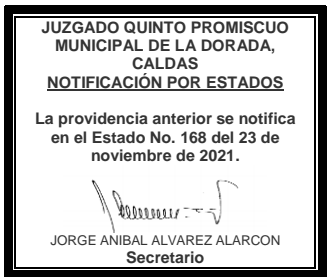 JUZGADO QUINTO PROMISCUO
MUNICIPAL DE LA DORADA,
CALDAS
NOTIFICACIÓN POR ESTADOS
La providencia anterior se notifica
en el Estado No. 168 del 23 de
noviembre de 2021.
JORGE ANIBAL ALVAREZ ALARCON
Secretario